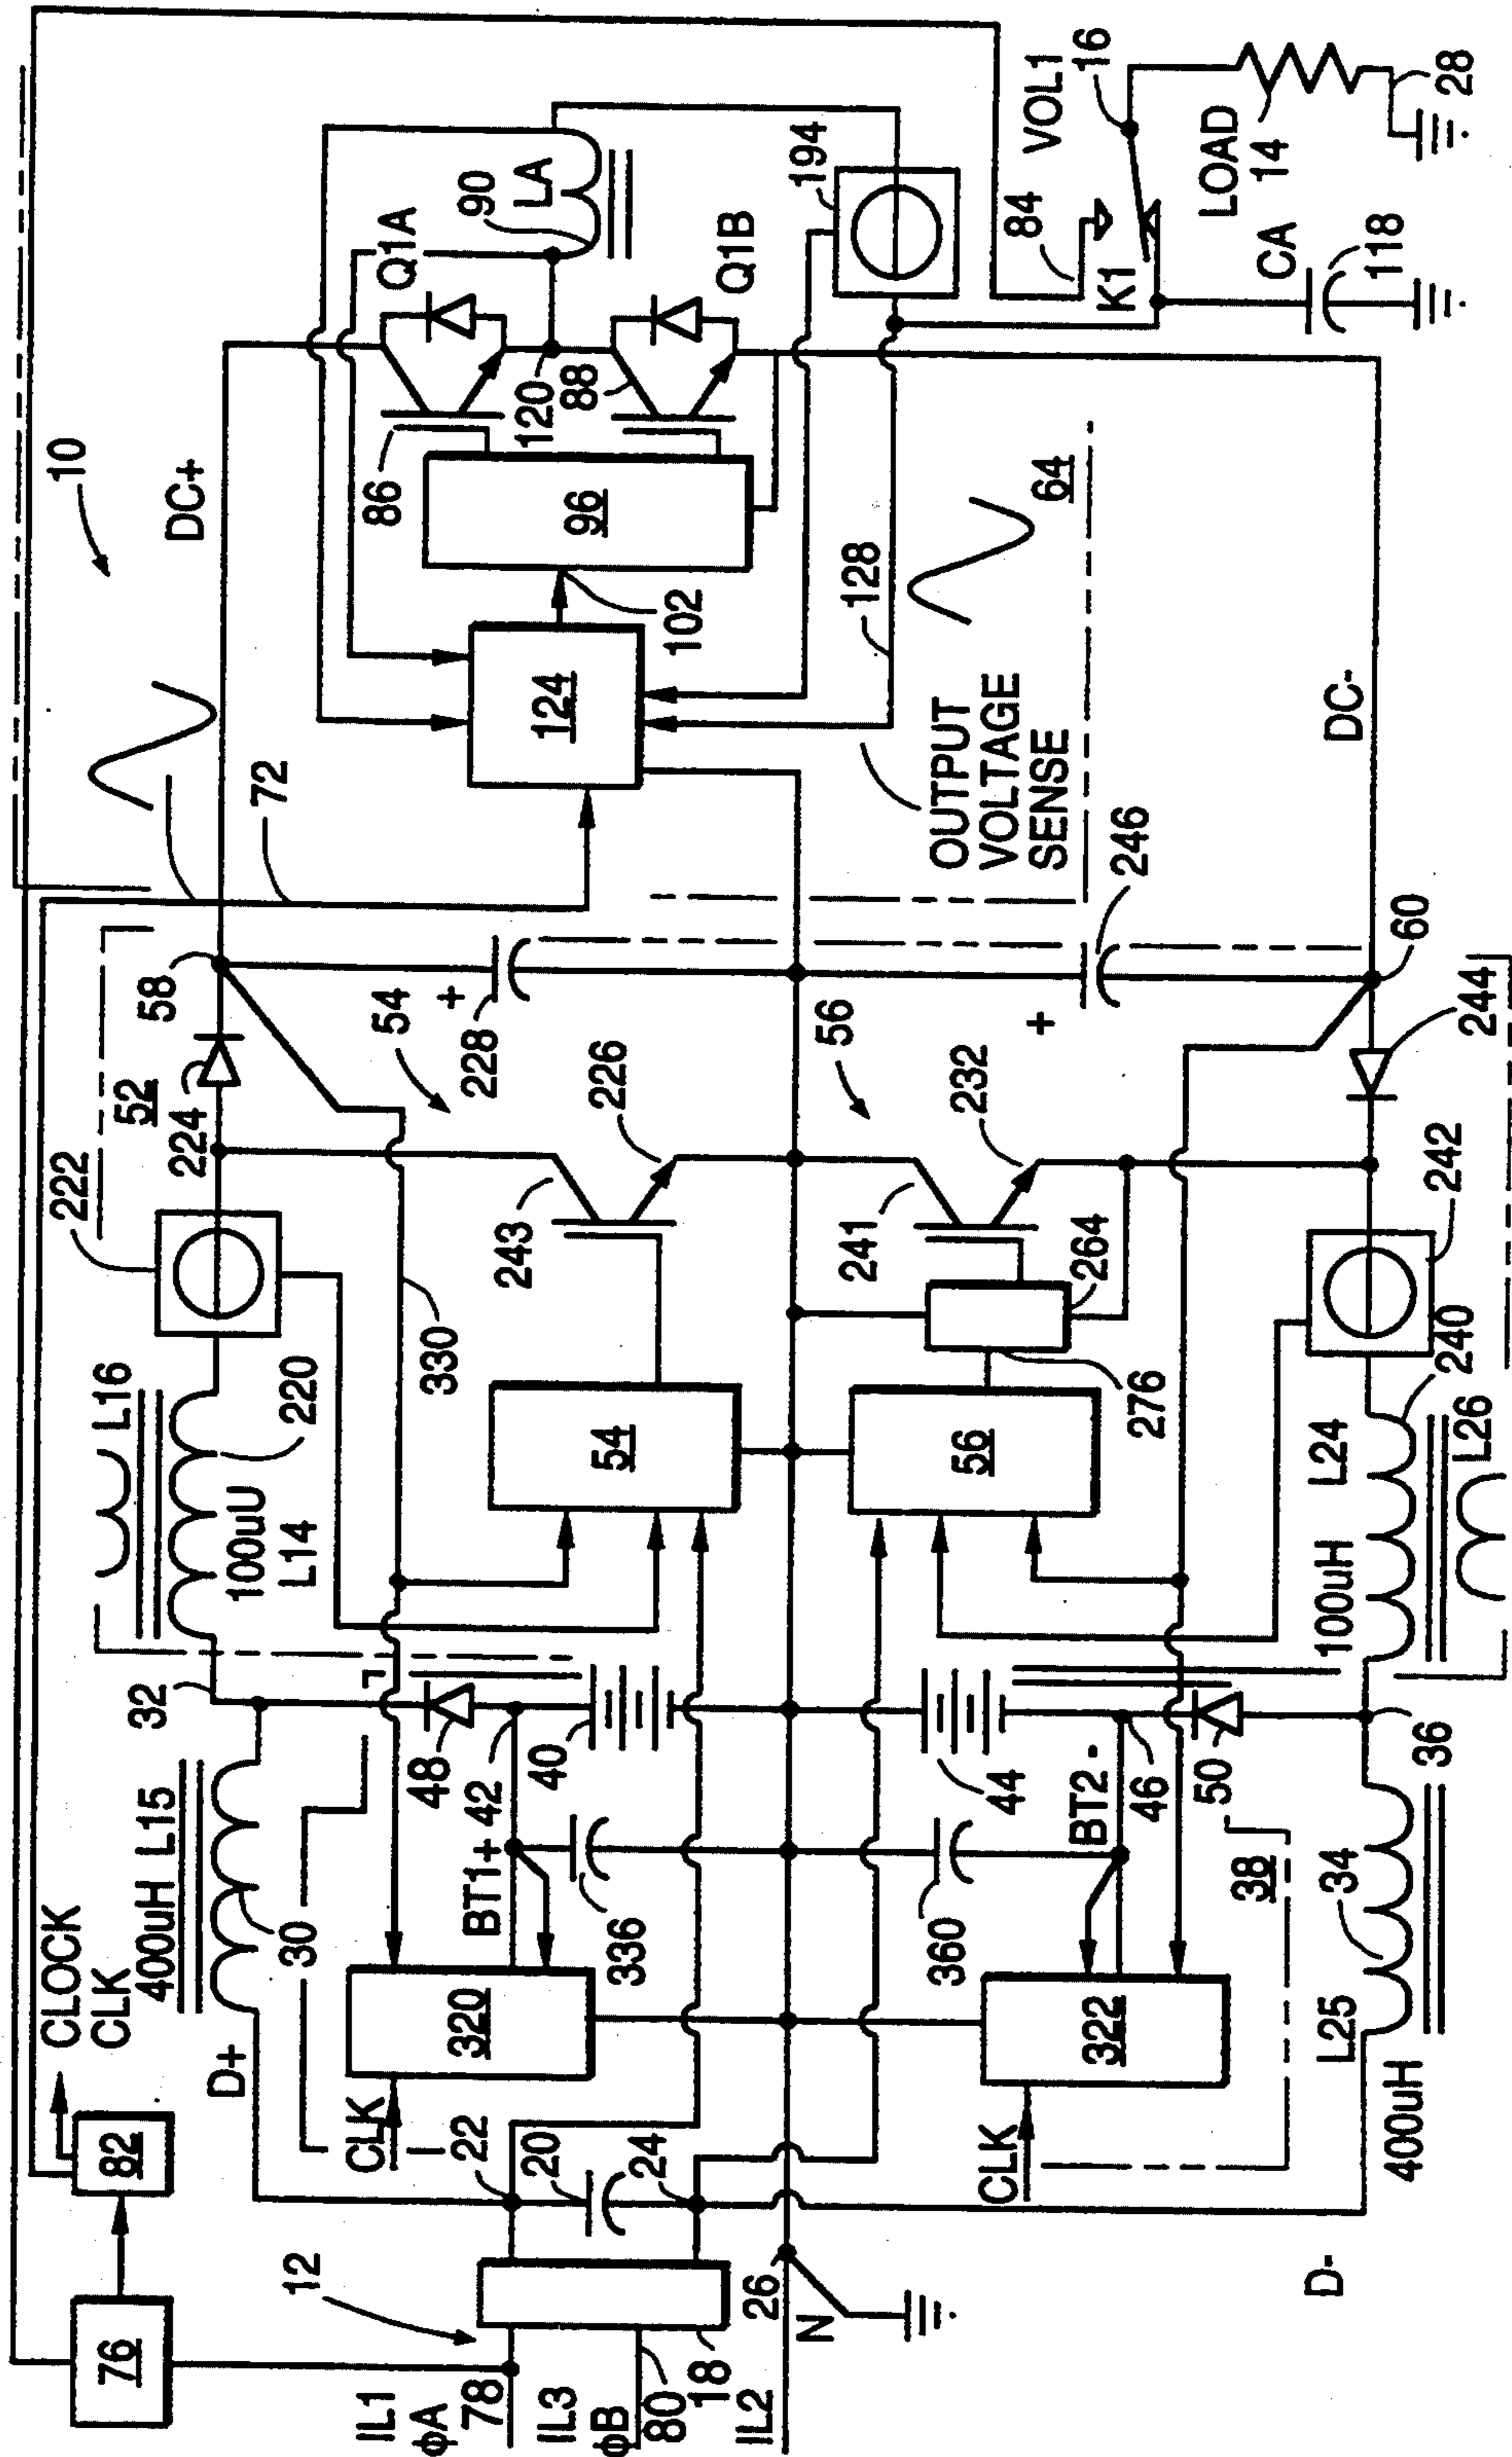 10
CLOCK
CLK
76
82
D+
400uH L15
30
32
L16
100uU
L14
220
222
52
224
58
72
DC+
12
IL1
ϕA
78
IL3
ϕB
80
18
IL2
22
20
24
26
N
CLK
320
BT1+
336
48
42
40
330
54
243
226
54
+
228
124
102
96
86
120
88
Q1A
90
LA
Q1B
194
128
64
OUTPUT
VOLTAGE
SENSE
84
K1
VOL1
16
LOAD
14
28
CA
118
CLK
322
38
360
BT2-
44
46
50
56
276
264
241
232
56
+
246
60
244
242
240
L24
100uH
L26
36
34
L25
400uH
D-
DC-